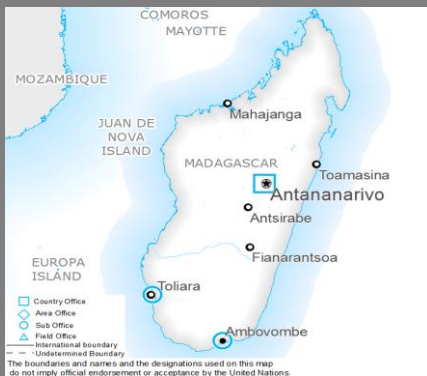 COMOROS
MAYOTTE
MOZAMBIQUE
Mahajanga
JUAN DE
NOVA
ISLAND
MADAGASCAR
Toamasina
Antananarivo
Antsirabe
Fianarantsoa
EUROPA
ISLAND
Toliara
Ambovombe
Country Office
Area Office
Sub Office
Field Office
International boundary
Undetermined Boundary
The boundaries and names and the designations used on this map
do not imply official endorsement or acceptance by the United Nations.